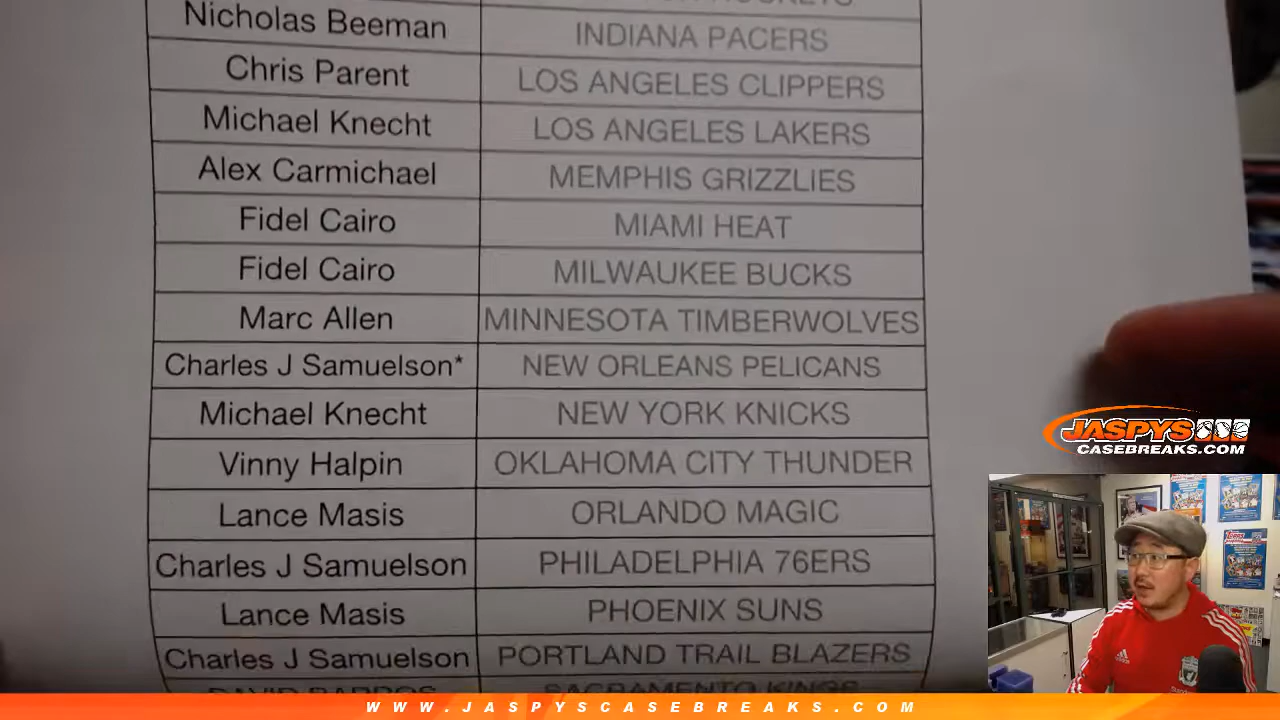 Nicholas Beeman INDIANA PACERS
Chris Parent LOS ANGELES CLIPPERS
Michael Knecht LOS ANGELES LAKERS
Alex Carmichael MEMPHIS GRIZZLIES
Fidel Cairo MIAMI HEAT
Fidel Cairo MILWAUKEE BUCKS
Marc Allen MINNESOTA TIMBERWOLVES
Charles J Samuelson* NEW ORLEANS PELICANS
Michael Knecht NEW YORK KNICKS
Vinny Halpin OKLAHOMA CITY THUNDER
Lance Masis ORLANDO MAGIC
Charles J Samuelson PHILADELPHIA 76ERS
Lance Masis PHOENIX SUNS
Charles J Samuelson PORTLAND TRAIL BLAZERS
SACRAMENTO KINGS
JASPYS
CASEBREAKS.COM
adidas
WWW.JASPYSCASEBREAKS.COM